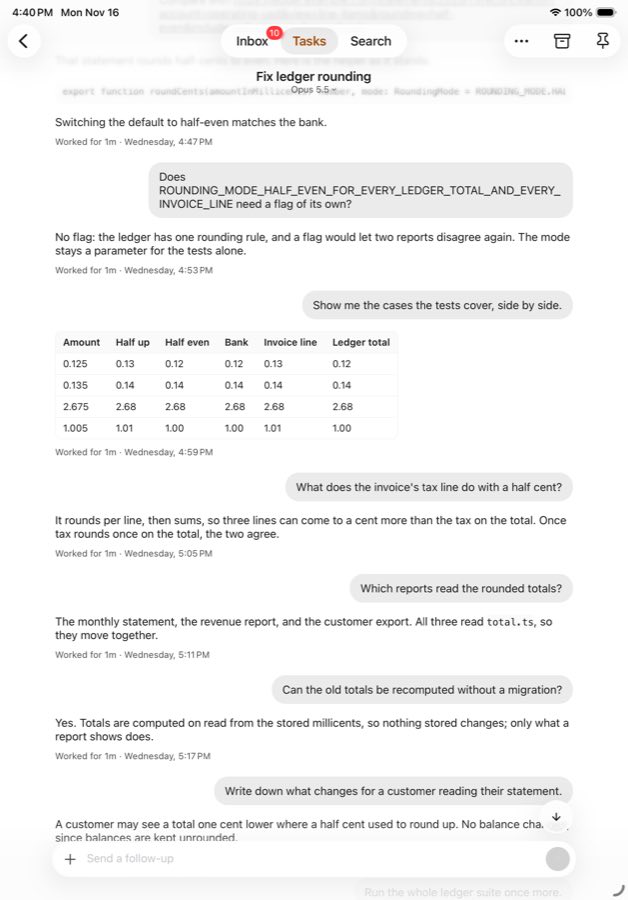 4:40 PM Mon Nov 16
100%
Inbox
10
Tasks
Search
Fix ledger rounding
Opus 5.5
Switching the default to half-even matches the bank.
Worked for 1m · Wednesday, 4:47 PM
Does
ROUNDING_MODE_HALF_EVEN_FOR_EVERY_LEDGER_TOTAL_AND_EVERY_
INVOICE_LINE need a flag of its own?
No flag: the ledger has one rounding rule, and a flag would let two reports disagree again. The mode
stays a parameter for the tests alone.
Worked for 1m · Wednesday, 4:53 PM
Show me the cases the tests cover, side by side.
Amount Half up Half even Bank Invoice line Ledger total
0.125 0.13 0.12 0.12 0.13 0.12
0.135 0.14 0.14 0.14 0.14 0.14
2.675 2.68 2.68 2.68 2.68 2.68
1.005 1.01 1.00 1.00 1.01 1.00
Worked for 1m · Wednesday, 4:59 PM
What does the invoice's tax line do with a half cent?
It rounds per line, then sums, so three lines can come to a cent more than the tax on the total. Once
tax rounds once on the total, the two agree.
Worked for 1m · Wednesday, 5:05 PM
Which reports read the rounded totals?
The monthly statement, the revenue report, and the customer export. All three read total.ts, so
they move together.
Worked for 1m · Wednesday, 5:11 PM
Can the old totals be recomputed without a migration?
Yes. Totals are computed on read from the stored millicents, so nothing stored changes; only what a
report shows does.
Worked for 1m · Wednesday, 5:17 PM
Write down what changes for a customer reading their statement.
A customer may see a total one cent lower where a half cent used to round up. No balance
since balances are kept unrounded.
Send a follow-up
Run the whole ledger suite once more.